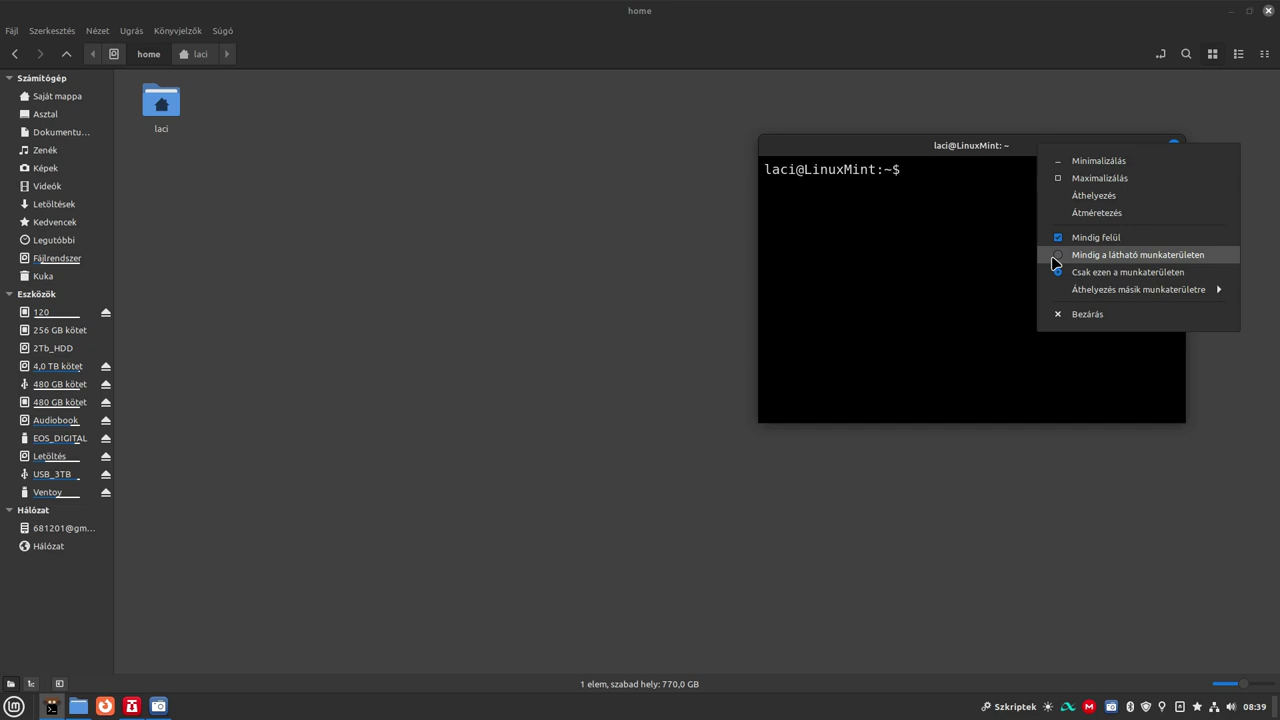 home
Fájl Szerkesztés Nézet Ugrás Könyvjelzők Súgó
home laci
Számítógép
Saját mappa
Asztal
Dokumentu...
Zenék
Képek
Videók
Letöltések
Kedvencek
Legutóbbi
Fájlrendszer
Kuka
Eszközök
120
256 GB kötet
2Tb_HDD
4,0 TB kötet
480 GB kötet
480 GB kötet
Audiobook
EOS_DIGITAL
Letöltés
USB_3TB
Ventoy
Hálózat
681201@gm...
Hálózat
laci
laci@LinuxMint: ~
laci@LinuxMint:~$
Minimalizálás
Maximalizálás
Áthelyezés
Átméretezés
Mindig felül
Mindig a látható munkaterületen
Csak ezen a munkaterületen
Áthelyezés másik munkaterületre
Bezárás
1 elem, szabad hely: 770,0 GB
Szkriptek 08:39